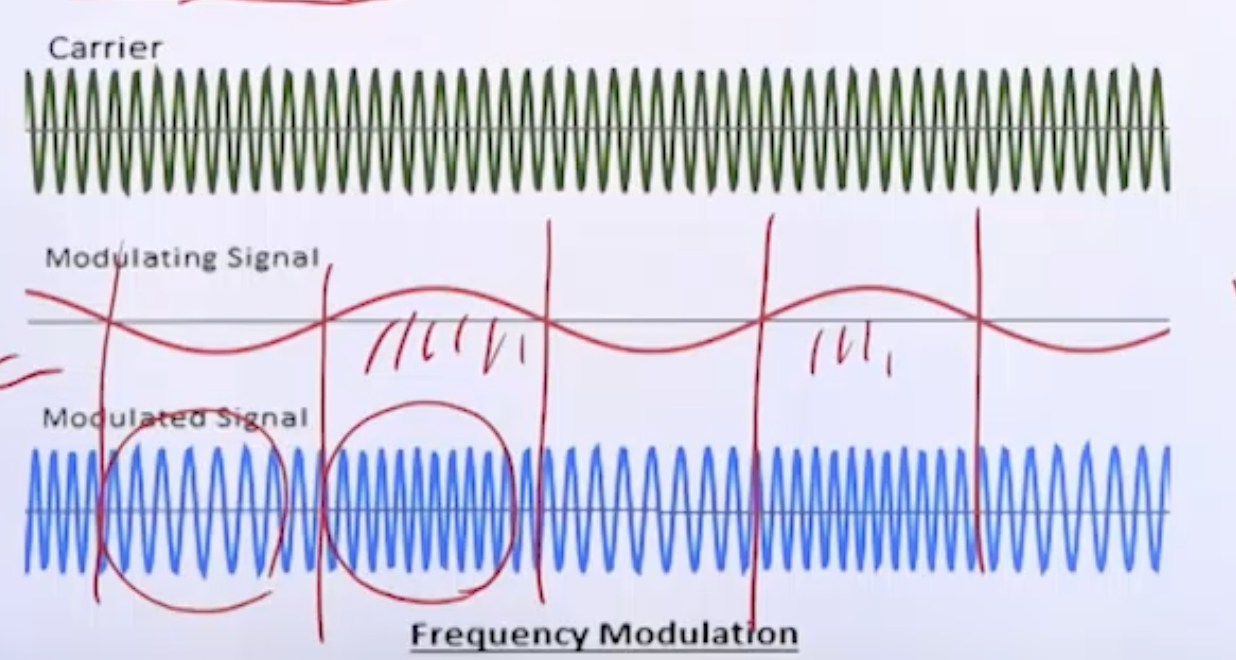 Carrier
Modulating Signal
Modulated Signal
Frequency Modulation